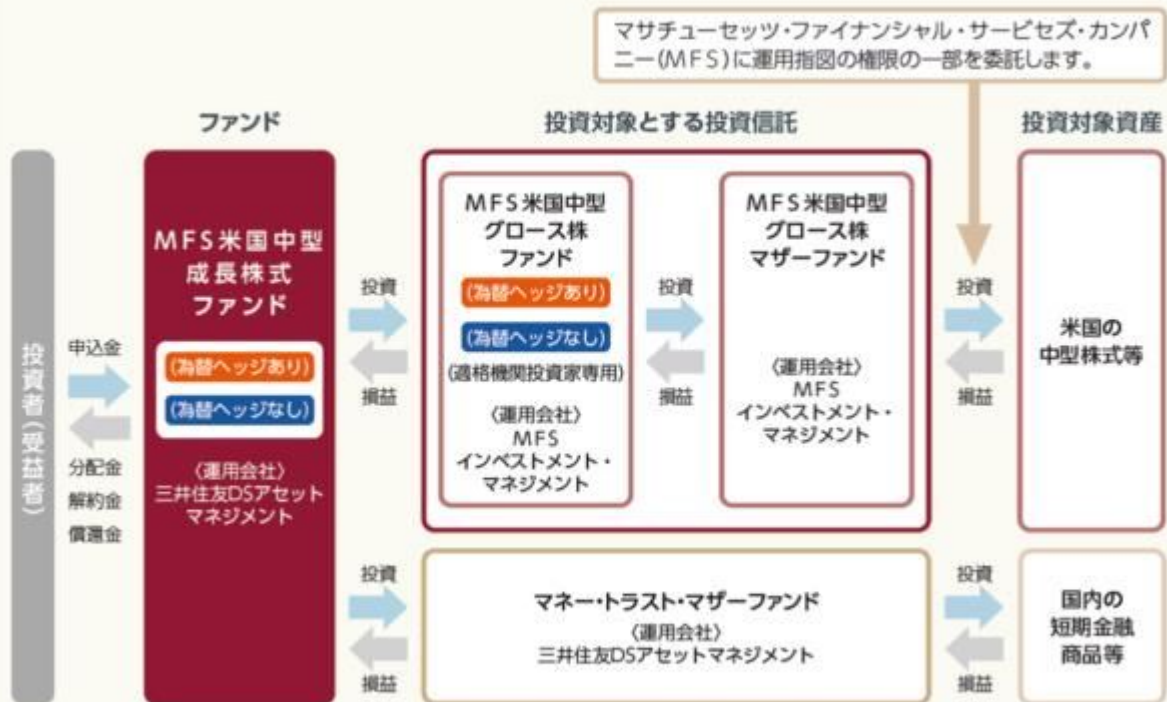 マサチューセッツ・ファイナンシャル・サービセズ・カンパ
ニー(MFS)に運用指図の権限の一部を委託します。
ファンド
投資対象とする投資信託
投資対象資産
投資者(受益者)
申込金
分配金
解約金
償還金
MFS米国中型
成長株式
ファンド
(為替ヘッジあり)
(為替ヘッジなし)
〈運用会社〉
三井住友DSアセット
マネジメント
投資
損益
MFS米国中型
グロース株
ファンド
(為替ヘッジあり)
(為替ヘッジなし)
(適格機関投資家専用)
〈運用会社〉
MFS
インベストメント・
マネジメント
投資
損益
MFS米国中型
グロース株
マザーファンド
〈運用会社〉
MFS
インベストメント・
マネジメント
投資
損益
米国の
中型株式等
投資
損益
マネー・トラスト・マザーファンド
〈運用会社〉
三井住友DSアセットマネジメント
投資
損益
国内の
短期金融
商品等